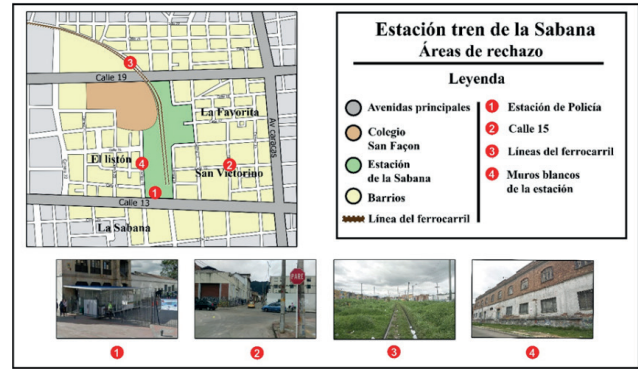 Estación tren de la Sabana
Áreas de rechazo
Leyenda
Avenidas principales
Colegio
San Façon
Estación
de la Sabana
Barrios
Línea del ferrocarril
1 Estación de Policía
2 Calle 15
3 Líneas del ferrocarril
4 Muros blancos
de la estación
3
Calle 19
La Favorita
Av caracas
El listón
4
2
San Victorino
1
Calle 13
La Sabana
PARE
1
2
3
4